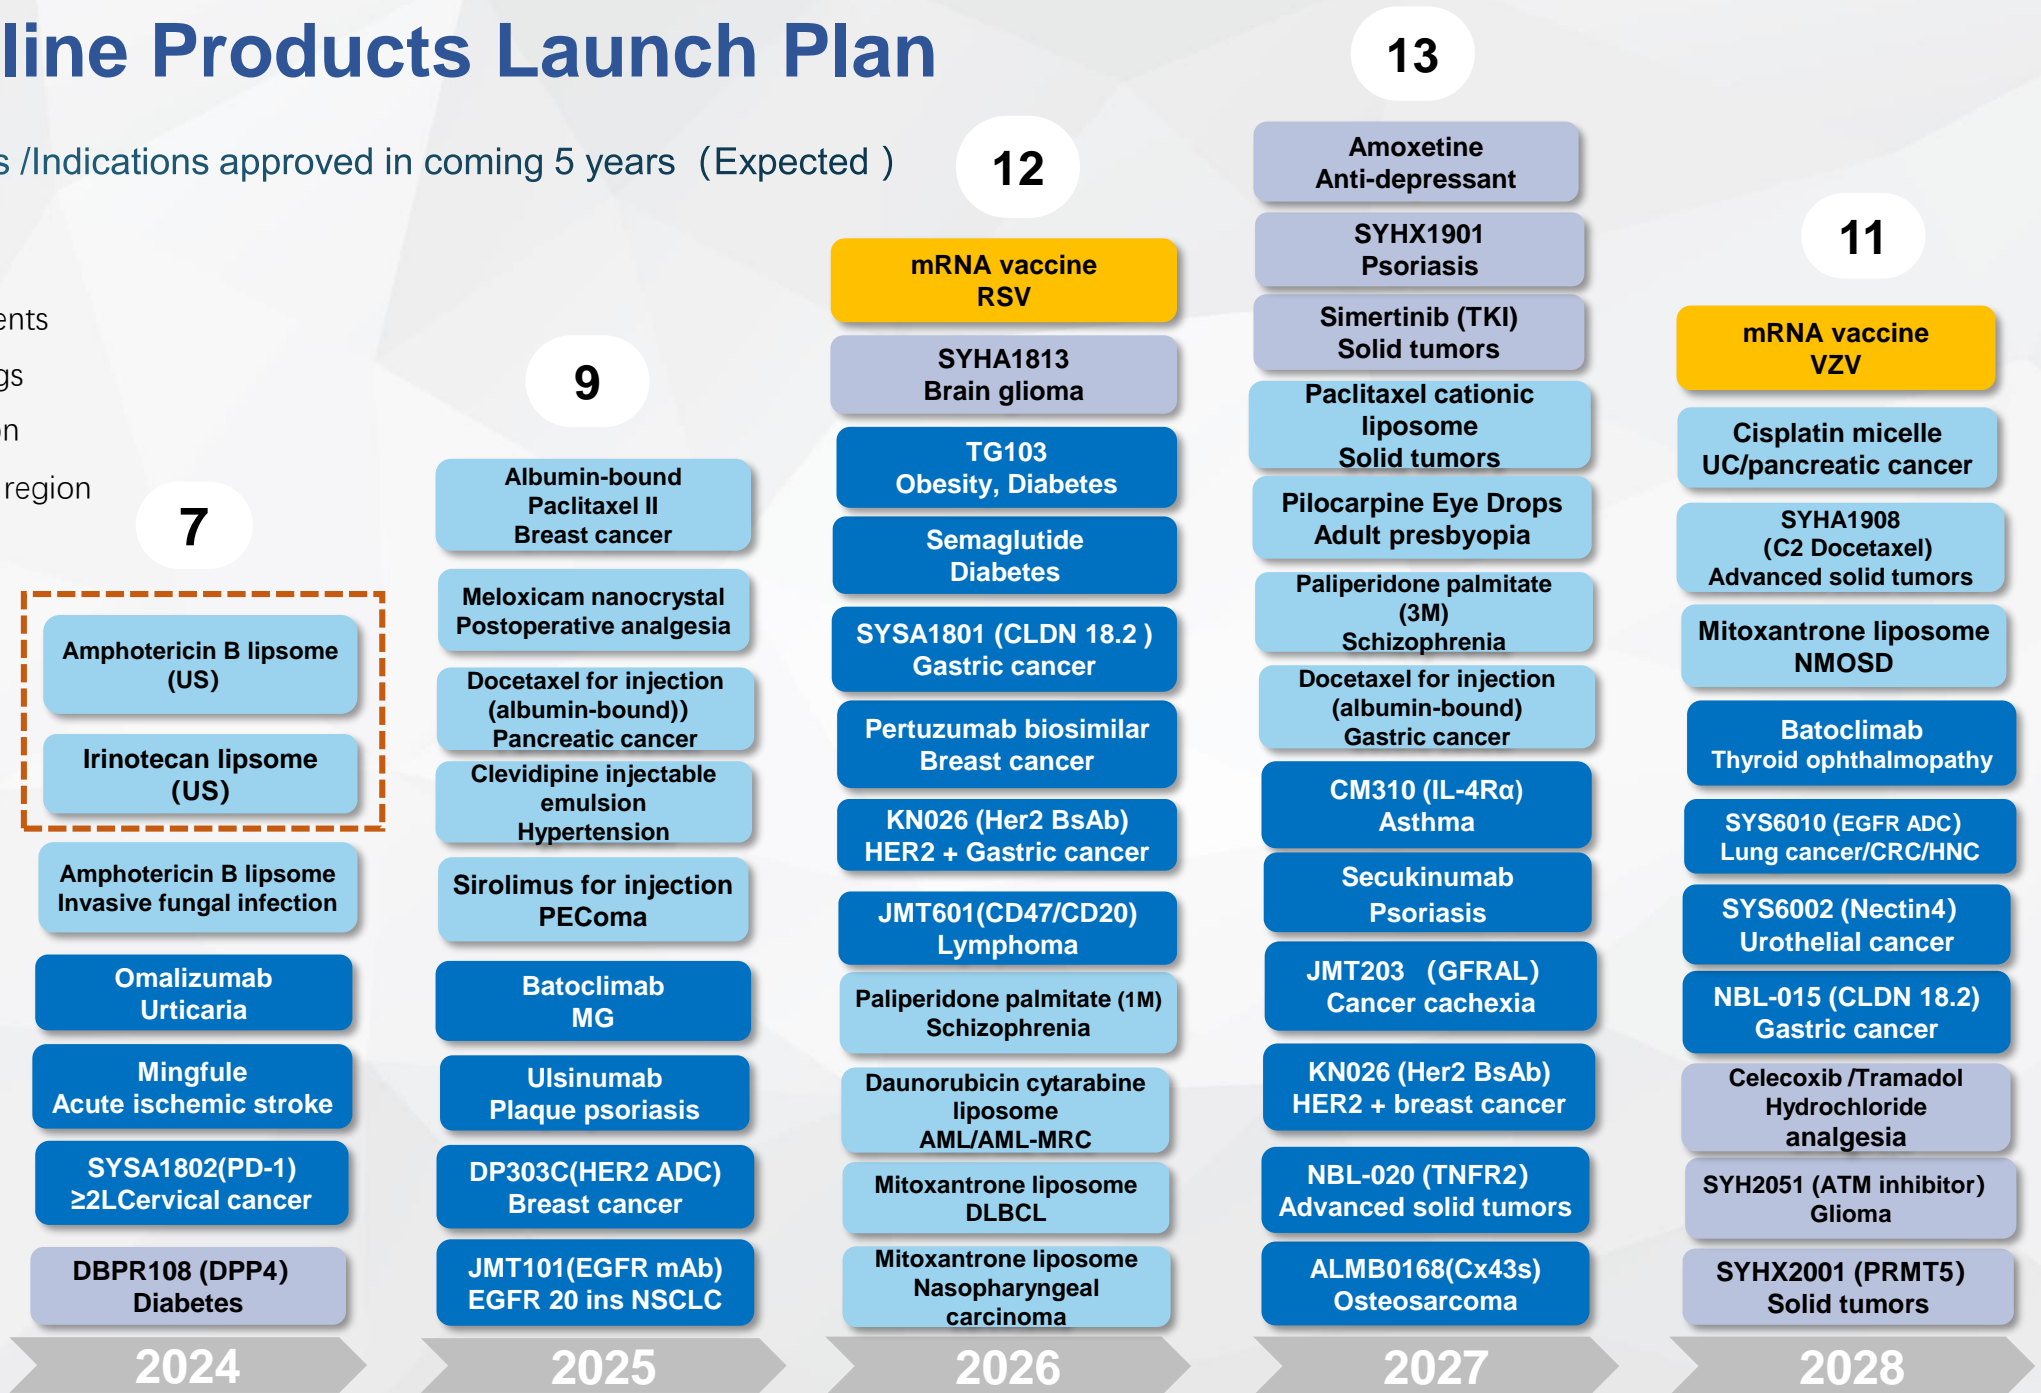 line Products Launch Plan
s /Indications approved in coming 5 years（Expected ）
ents
gs
on
region
7
Amphotericin B lipsome
(US)
Irinotecan lipsome
(US)
Amphotericin B lipsome
Invasive fungal infection
Omalizumab
Urticaria
Mingfule
Acute ischemic stroke
SYSA1802(PD-1)
≥2LCervical cancer
DBPR108 (DPP4)
Diabetes
2024
9
Albumin-bound
Paclitaxel II
Breast cancer
Meloxicam nanocrystal
Postoperative analgesia
Docetaxel for injection
(albumin-bound))
Pancreatic cancer
Clevidipine injectable
emulsion
Hypertension
Sirolimus for injection
PEComa
Batoclimab
MG
Ulsinumab
Plaque psoriasis
DP303C(HER2 ADC)
Breast cancer
JMT101(EGFR mAb)
EGFR 20 ins NSCLC
2025
12
mRNA vaccine
RSV
SYHA1813
Brain glioma
TG103
Obesity, Diabetes
Semaglutide
Diabetes
SYSA1801 (CLDN 18.2 )
Gastric cancer
Pertuzumab biosimilar
Breast cancer
KN026 (Her2 BsAb)
HER2 + Gastric cancer
JMT601(CD47/CD20)
Lymphoma
Paliperidone palmitate (1M)
Schizophrenia
Daunorubicin cytarabine
liposome
AML/AML-MRC
Mitoxantrone liposome
DLBCL
Mitoxantrone liposome
Nasopharyngeal
carcinoma
2026
13
Amoxetine
Anti-depressant
SYHX1901
Psoriasis
Simertinib (TKI)
Solid tumors
Paclitaxel cationic
liposome
Solid tumors
Pilocarpine Eye Drops
Adult presbyopia
Paliperidone palmitate
(3M)
Schizophrenia
Docetaxel for injection
(albumin-bound)
Gastric cancer
CM310 (IL-4Rα)
Asthma
Secukinumab
Psoriasis
JMT203 （GFRAL）
Cancer cachexia
KN026 (Her2 BsAb)
HER2 + breast cancer
NBL-020 (TNFR2)
Advanced solid tumors
ALMB0168(Cx43s)
Osteosarcoma
2027
11
mRNA vaccine
VZV
Cisplatin micelle
UC/pancreatic cancer
SYHA1908
(C2 Docetaxel)
Advanced solid tumors
Mitoxantrone liposome
NMOSD
Batoclimab
Thyroid ophthalmopathy
SYS6010 (EGFR ADC)
Lung cancer/CRC/HNC
SYS6002 (Nectin4)
Urothelial cancer
NBL-015 (CLDN 18.2)
Gastric cancer
Celecoxib /Tramadol
Hydrochloride
analgesia
SYH2051 (ATM inhibitor)
Glioma
SYHX2001 (PRMT5)
Solid tumors
2028